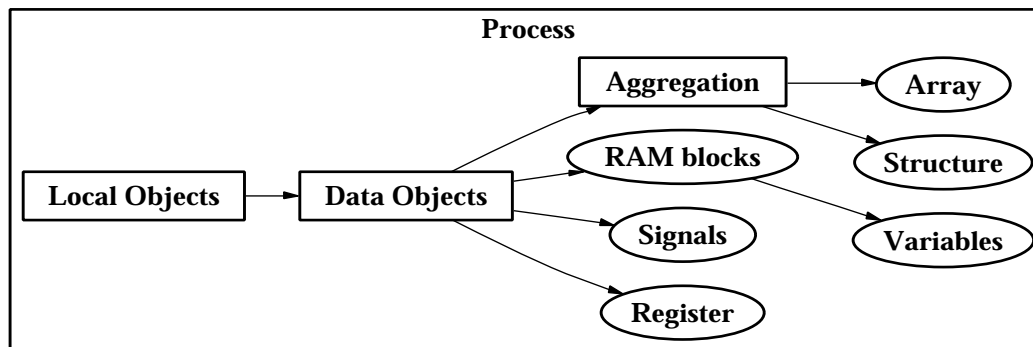 Process
Aggregation
Array
RAM blocks
Structure
Local Objects
Data Objects
Signals
Variables
Register